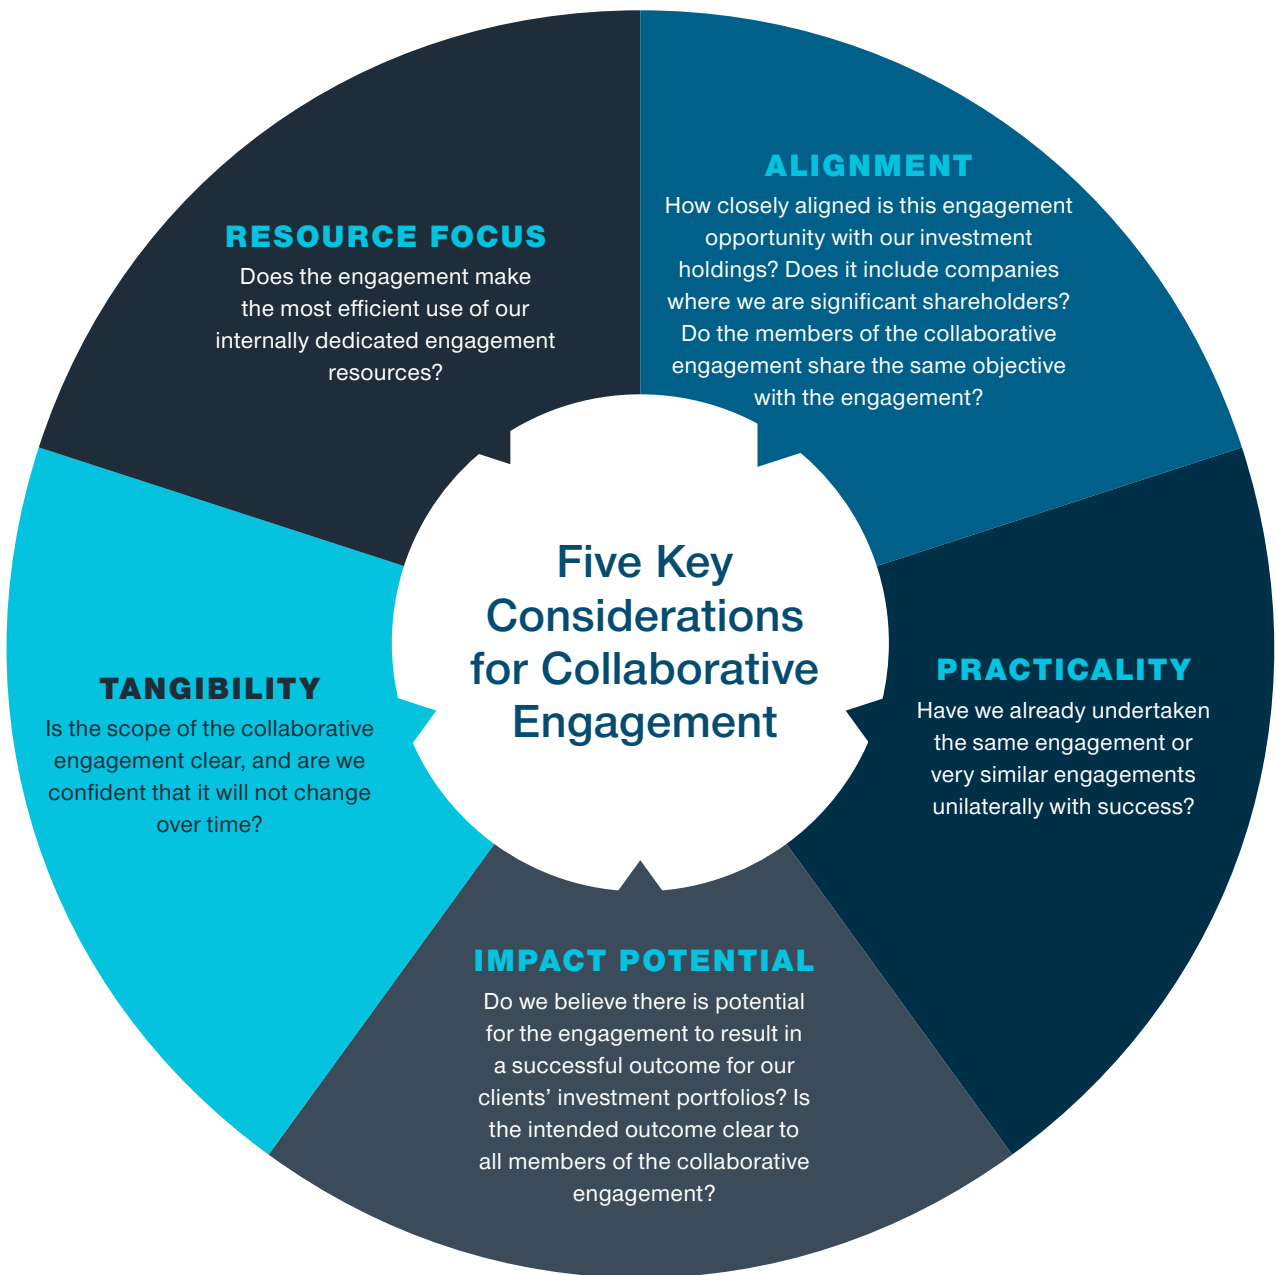 Five Key
Considerations
for Collaborative
Engagement
ALIGNMENT
How closely aligned is this engagement
opportunity with our investment
holdings? Does it include companies
where we are significant shareholders?
Do the members of the collaborative
engagement share the same objective
with the engagement?
PRACTICALITY
Have we already undertaken
the same engagement or
very similar engagements
unilaterally with success?
IMPACT POTENTIAL
Do we believe there is potential
for the engagement to result in
a successful outcome for our
clients’ investment portfolios? Is
the intended outcome clear to
all members of the collaborative
engagement?
TANGIBILITY
Is the scope of the collaborative
engagement clear, and are we
confident that it will not change
over time?
RESOURCE FOCUS
Does the engagement make
the most efficient use of our
internally dedicated engagement
resources?